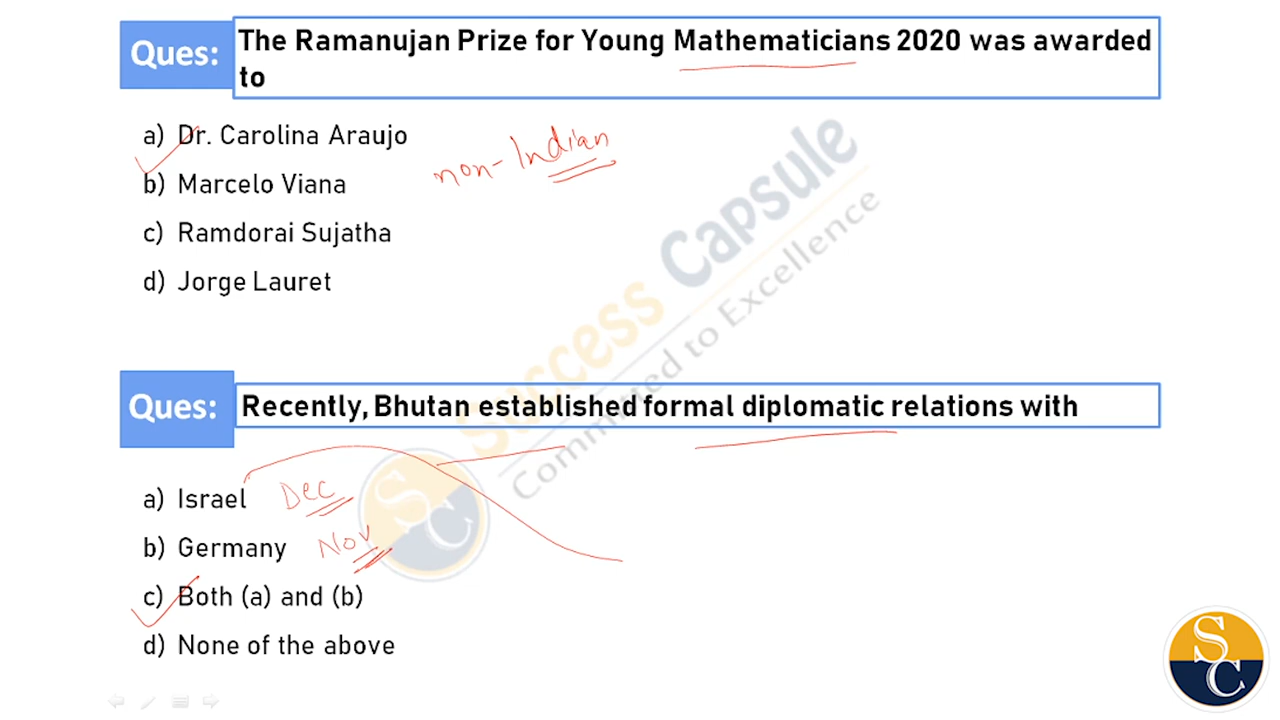 Ques:
The Ramanujan Prize for Young Mathematicians 2020 was awarded
to
a) Dr. Carolina Araujo
non-Indian
b) Marcelo Viana
c) Ramdorai Sujatha
d) Jorge Lauret
Success Capsule
Committed to Excellence
Ques:
Recently, Bhutan established formal diplomatic relations with
a) Israel Dec
b) Germany Nov
c) Both (a) and (b)
d) None of the above
SC
SC